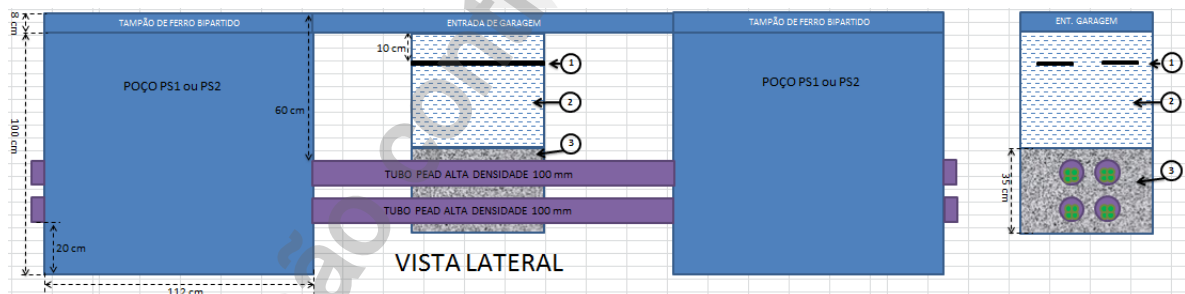 8 cm
TAMPÃO DE FERRO BIPARTIDO
ENTRADA DE GARAGEM
TAMPÃO DE FERRO BIPARTIDO
ENT. GARAGEM
10 cm
1
1
POÇO PS1 ou PS2
POÇO PS1 ou PS2
60 cm
2
2
100 cm
3
3
TUBO PEAD ALTA DENSIDADE 100 mm
35 cm
TUBO PEAD ALTA DENSIDADE 100 mm
20 cm
VISTA LATERAL
112 cm